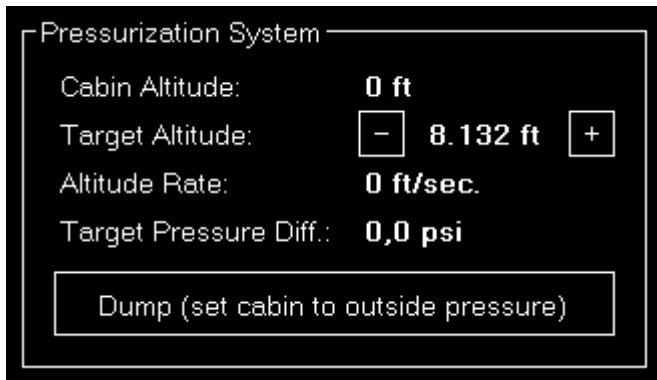 Pressurization System
Cabin Altitude: 0 ft
Target Altitude: - 8.132 ft +
Altitude Rate: 0 ft/sec.
Target Pressure Diff.: 0,0 psi
Dump (set cabin to outside pressure)